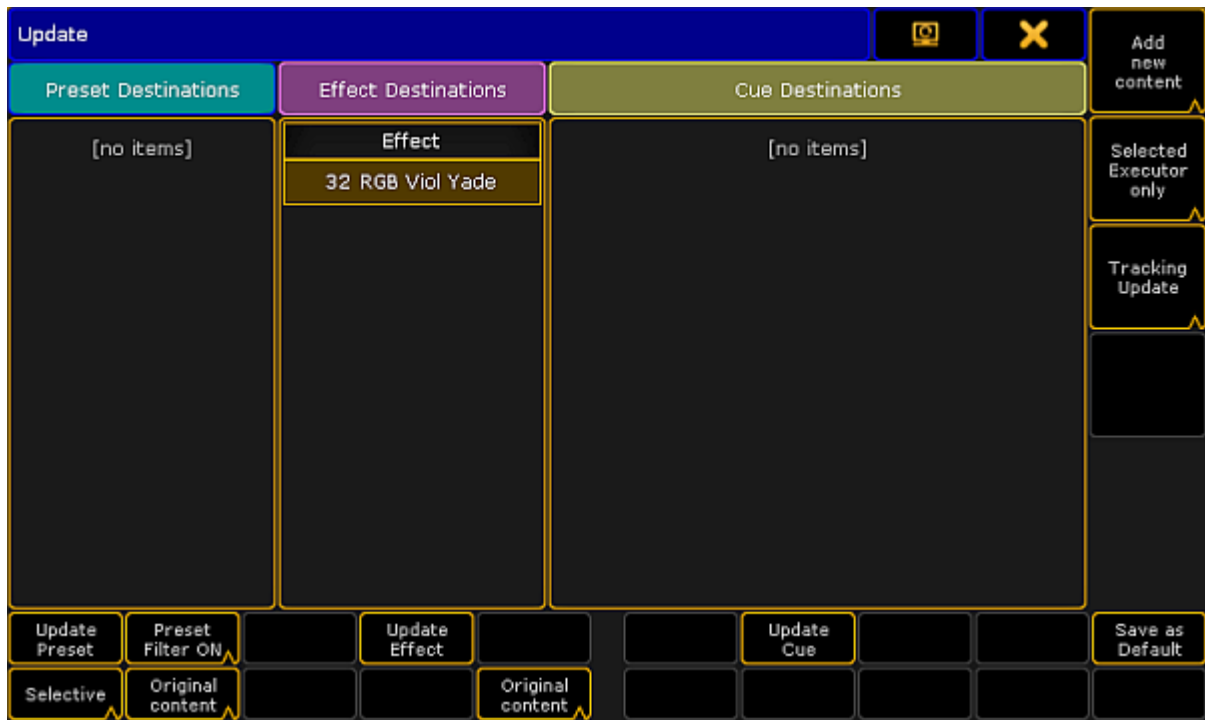 Update
Add
new
content
Preset Destinations
Effect Destinations
Cue Destinations
[no items]
Effect
32 RGB Viol Yade
[no items]
Selected
Executor
only
Tracking
Update
Update
Preset
Preset
Filter ON
Update
Effect
Update
Cue
Save as
Default
Selective
Original
content
Original
content